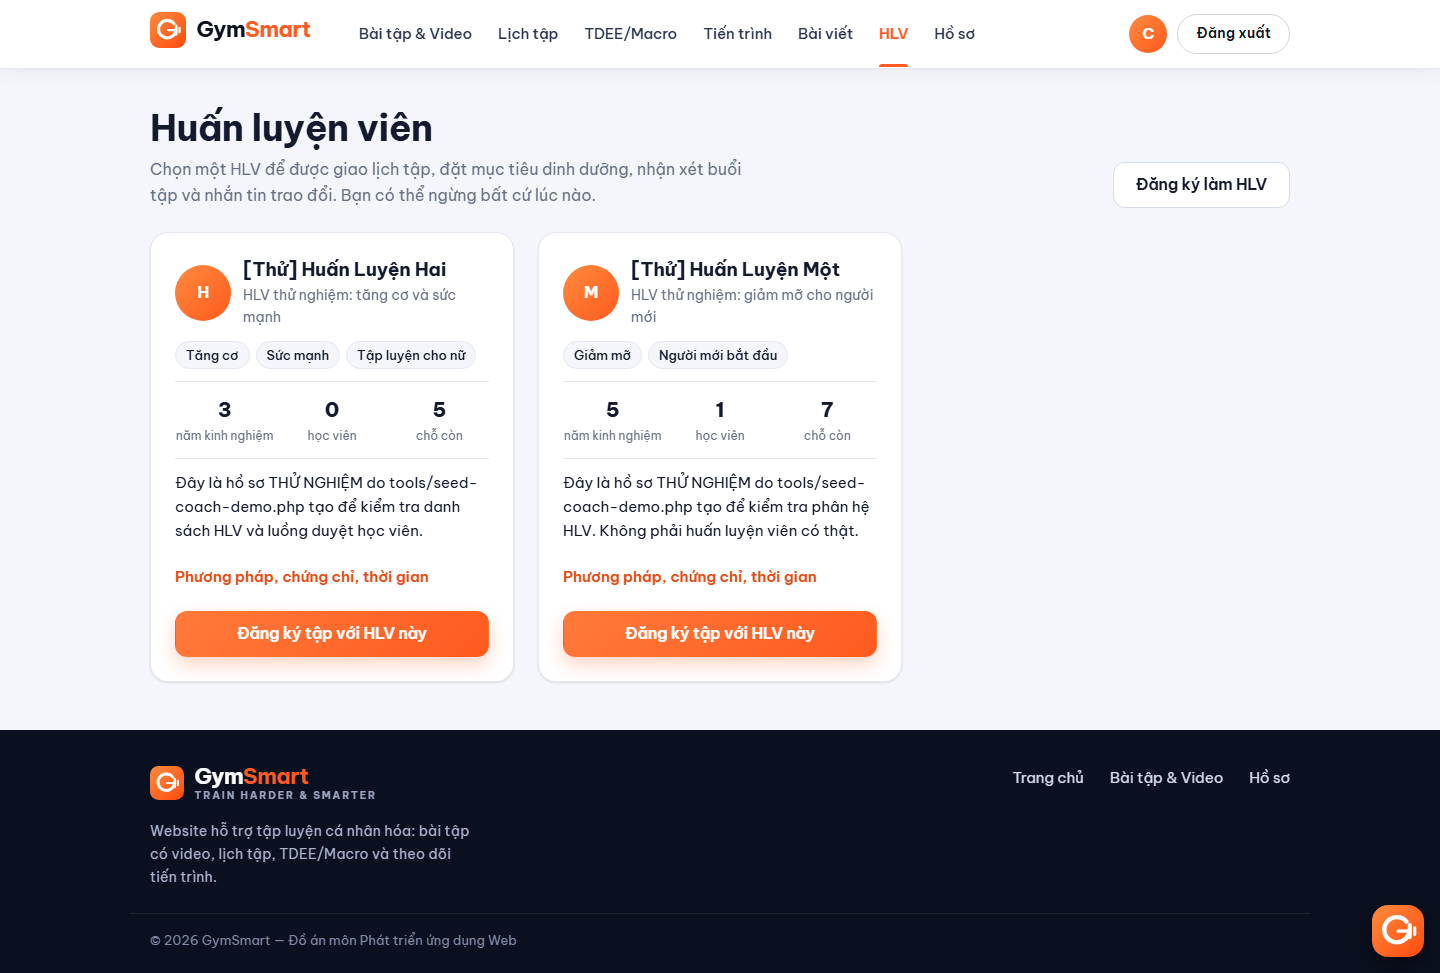 GymSmart
Bài tập & Video
Lịch tập
TDEE/Macro
Tiến trình
Bài viết
HLV
Hồ sơ
C
Đăng xuất
Huấn luyện viên
Chọn một HLV để được giao lịch tập, đặt mục tiêu dinh dưỡng, nhận xét buổi
tập và nhắn tin trao đổi. Bạn có thể ngừng bất cứ lúc nào.
Đăng ký làm HLV
H
[Thử] Huấn Luyện Hai
HLV thử nghiệm: tăng cơ và sức
mạnh
Tăng cơ
Sức mạnh
Tập luyện cho nữ
3
năm kinh nghiệm
0
học viên
5
chỗ còn
Đây là hồ sơ THỬ NGHIỆM do tools/seed-
coach-demo.php tạo để kiểm tra danh
sách HLV và luồng duyệt học viên.
Phương pháp, chứng chỉ, thời gian
Đăng ký tập với HLV này
M
[Thử] Huấn Luyện Một
HLV thử nghiệm: giảm mỡ cho người
mới
Giảm mỡ
Người mới bắt đầu
5
năm kinh nghiệm
1
học viên
7
chỗ còn
Đây là hồ sơ THỬ NGHIỆM do tools/seed-
coach-demo.php tạo để kiểm tra phân hệ
HLV. Không phải huấn luyện viên có thật.
Phương pháp, chứng chỉ, thời gian
Đăng ký tập với HLV này
GymSmart
TRAIN HARDER & SMARTER
Trang chủ
Bài tập & Video
Hồ sơ
Website hỗ trợ tập luyện cá nhân hóa: bài tập
có video, lịch tập, TDEE/Macro và theo dõi
tiến trình.
© 2026 GymSmart — Đồ án môn Phát triển ứng dụng Web